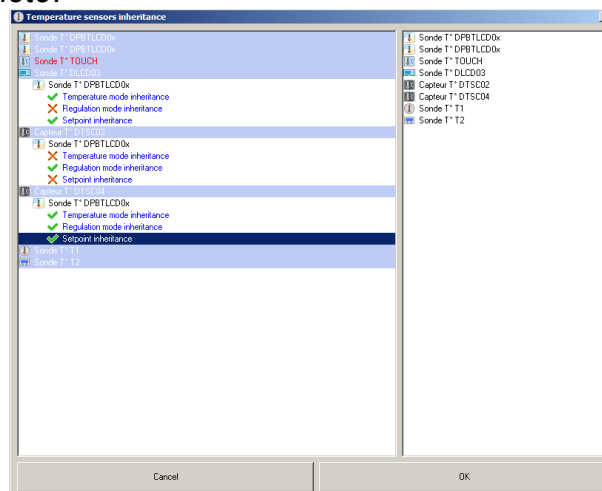 Temperature sensors inheritance
Sonde T° DPBTLCD0x
Sonde T° DPBTLCD0x
Sonde T° TOUCH
Sonde T° DLCD03
Sonde T° DPBTLCD0x
Temperature mode inheritance
Regulation mode inheritance
Setpoint inheritance
Capteur T° DTSC02
Sonde T° DPBTLCD0x
Temperature mode inheritance
Regulation mode inheritance
Setpoint inheritance
Capteur T° DTSC04
Sonde T° DPBTLCD0x
Temperature mode inheritance
Regulation mode inheritance
Setpoint inheritance
Sonde T° T1
Sonde T° T2
Sonde T° DPBTLCD0x
Sonde T° DPBTLCD0x
Sonde T° TOUCH
Sonde T° DLCD03
Capteur T° DTSC02
Capteur T° DTSC04
Sonde T° T1
Sonde T° T2
Cancel
OK